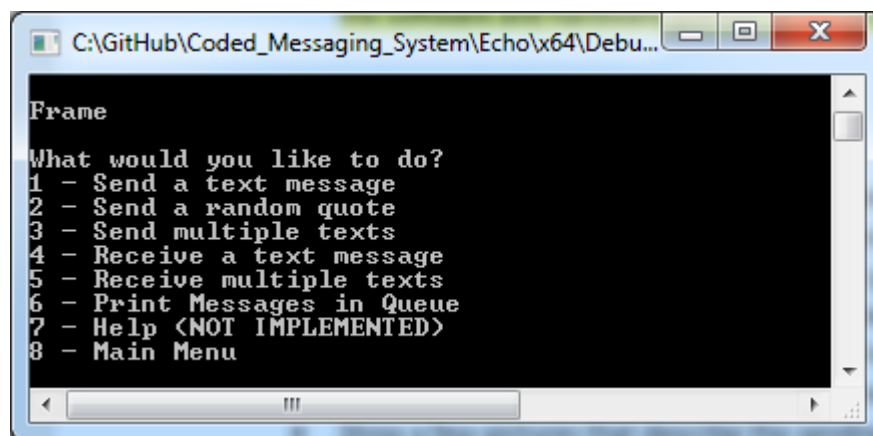 C:\GitHub\Coded_Messaging_System\Echo\x64\Debu...
Frame
What would you like to do?
1 - Send a text message
2 - Send a random quote
3 - Send multiple texts
4 - Receive a text message
5 - Receive multiple texts
6 - Print Messages in Queue
7 - Help (NOT IMPLEMENTED)
8 - Main Menu